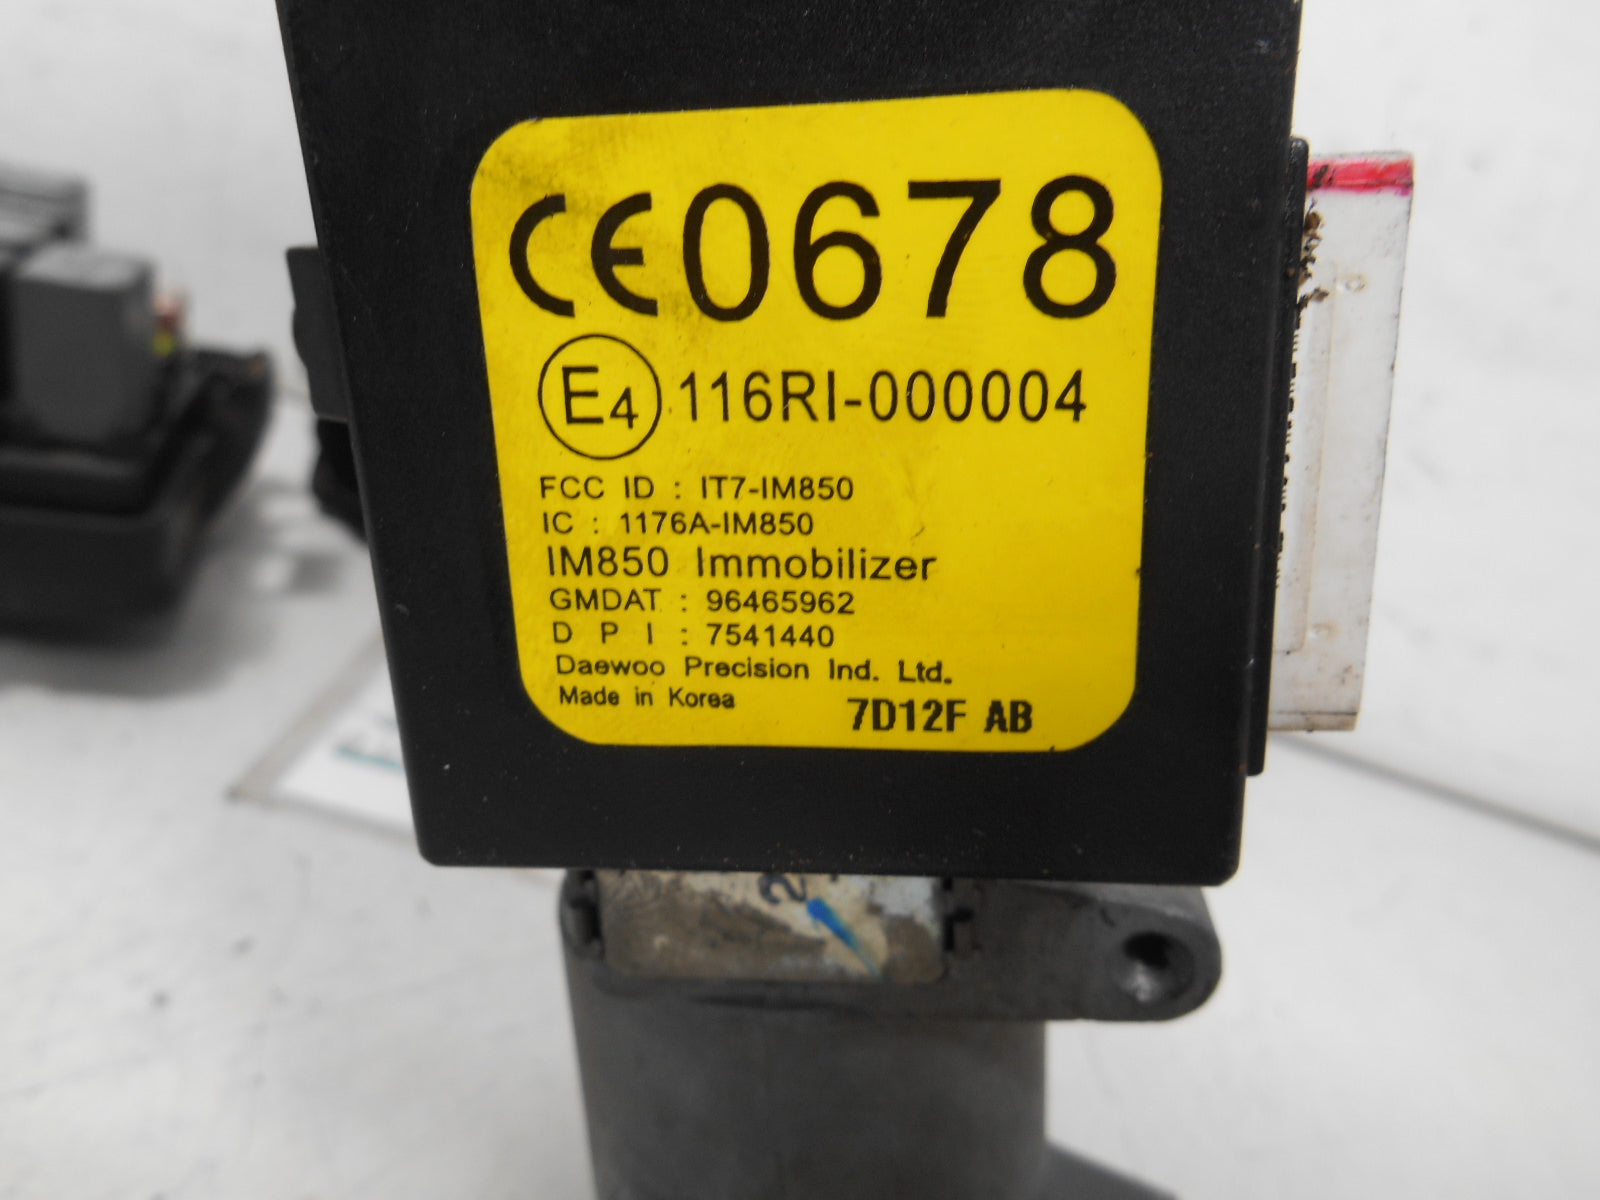 CE0678
E4 116RI-000004
FCC ID : IT7-IM850
IC : 1176A-IM850
IM850 Immobilizer
GMDAT : 96465962
D P I : 7541440
Daewoo Precision Ind. Ltd.
Made in Korea
7D12F AB
2